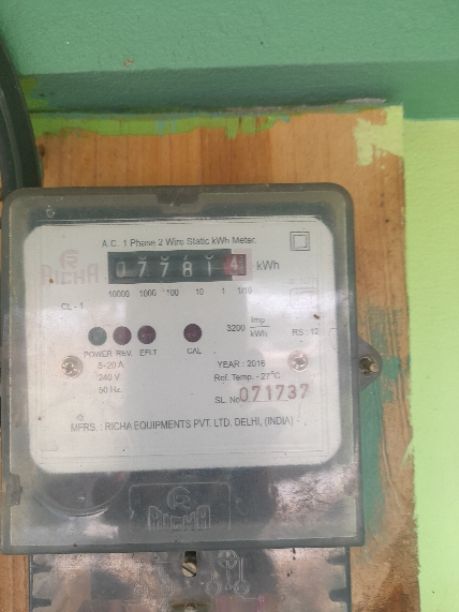 A.C. 1 Phase 2 Wire Static kWh Meter.
RICHA
077814 kWh
10000 1000 100 10 1 1/10
CL - 1
3200 Imp
kWh
RS : 12
POWER REV. EFLT CAL
5-20 A
240 V
50 Hz.
YEAR : 2016
Ref. Temp. - 27°C
SL. No. 071737
MFRS. : RICHA EQUIPMENTS PVT. LTD. DELHI, (INDIA)
RICHA